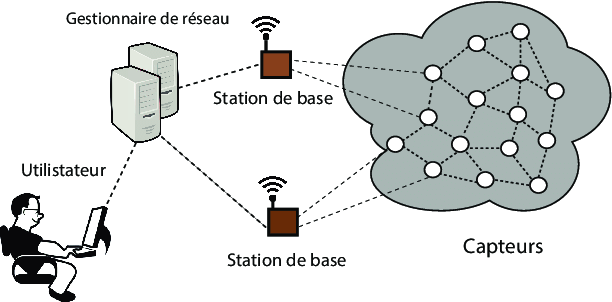 Gestionnaire de réseau
Station de base
Utilistateur
Station de base
Capteurs